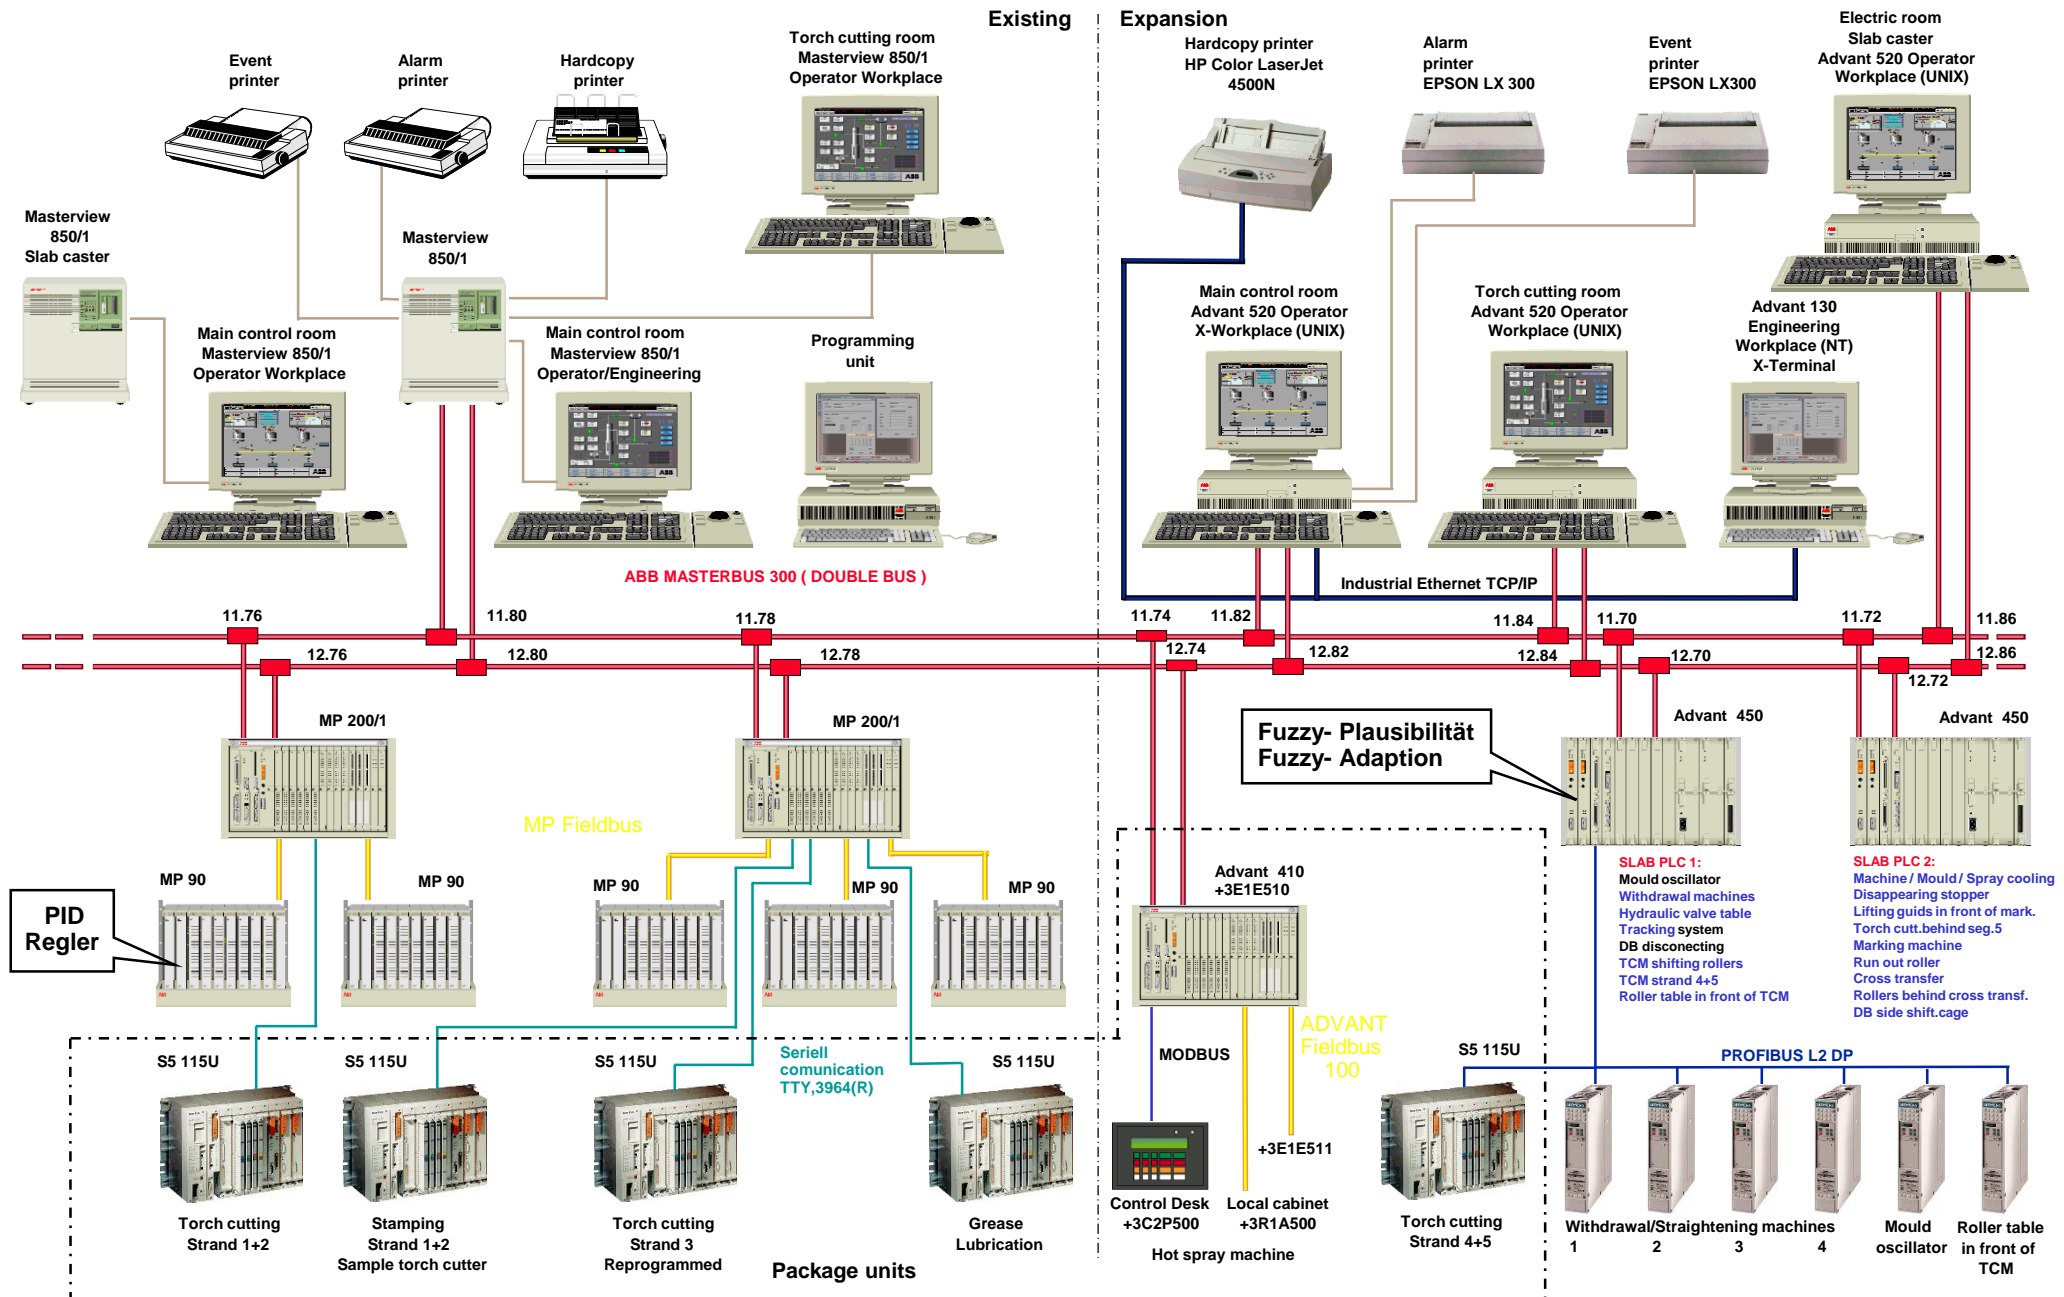 Existing
Expansion
Event
printer
Alarm
printer
Hardcopy
printer
Torch cutting room
Masterview 850/1
Operator Workplace
Hardcopy printer
HP Color LaserJet
4500N
Alarm
printer
EPSON LX 300
Event
printer
EPSON LX300
Electric room
Slab caster
Advant 520 Operator
Workplace (UNIX)
Masterview
850/1
Slab caster
Masterview
850/1
Main control room
Masterview 850/1
Operator Workplace
Main control room
Masterview 850/1
Operator/Engineering
Programming
unit
Main control room
Advant 520 Operator
X-Workplace (UNIX)
Torch cutting room
Advant 520 Operator
Workplace (UNIX)
Advant 130
Engineering
Workplace (NT)
X-Terminal
ABB
ABB
ABB
ABB
ABB MASTERBUS 300 ( DOUBLE BUS )
Industrial Ethernet TCP/IP
11.76
11.80
11.78
11.74
11.82
11.84
11.70
11.72
11.86
12.76
12.80
12.78
12.74
12.82
12.84
12.70
12.72
12.86
MP 200/1
MP 200/1
Fuzzy- Plausibilität
Fuzzy- Adaption
Advant 450
Advant 450
MP Fieldbus
MP 90
MP 90
MP 90
MP 90
MP 90
PID
Regler
Advant 410
+3E1E510
SLAB PLC 1:
Mould oscillator
Withdrawal machines
Hydraulic valve table
Tracking system
DB disconecting
TCM shifting rollers
TCM strand 4+5
Roller table in front of TCM
SLAB PLC 2:
Machine / Mould / Spray cooling
Disappearing stopper
Lifting guids in front of mark.
Torch cutt.behind seg.5
Marking machine
Run out roller
Cross transfer
Rollers behind cross transf.
DB side shift.cage
S5 115U
S5 115U
S5 115U
Seriell
comunication
TTY,3964(R)
S5 115U
MODBUS
ADVANT
Fieldbus
100
S5 115U
PROFIBUS L2 DP
+3E1E511
Torch cutting
Strand 1+2
Stamping
Strand 1+2
Sample torch cutter
Torch cutting
Strand 3
Reprogrammed
Grease
Lubrication
Package units
Control Desk
+3C2P500
Local cabinet
+3R1A500
Hot spray machine
Torch cutting
Strand 4+5
Withdrawal/Straightening machines
1 2 3 4
Mould
oscillator
Roller table
in front of
TCM